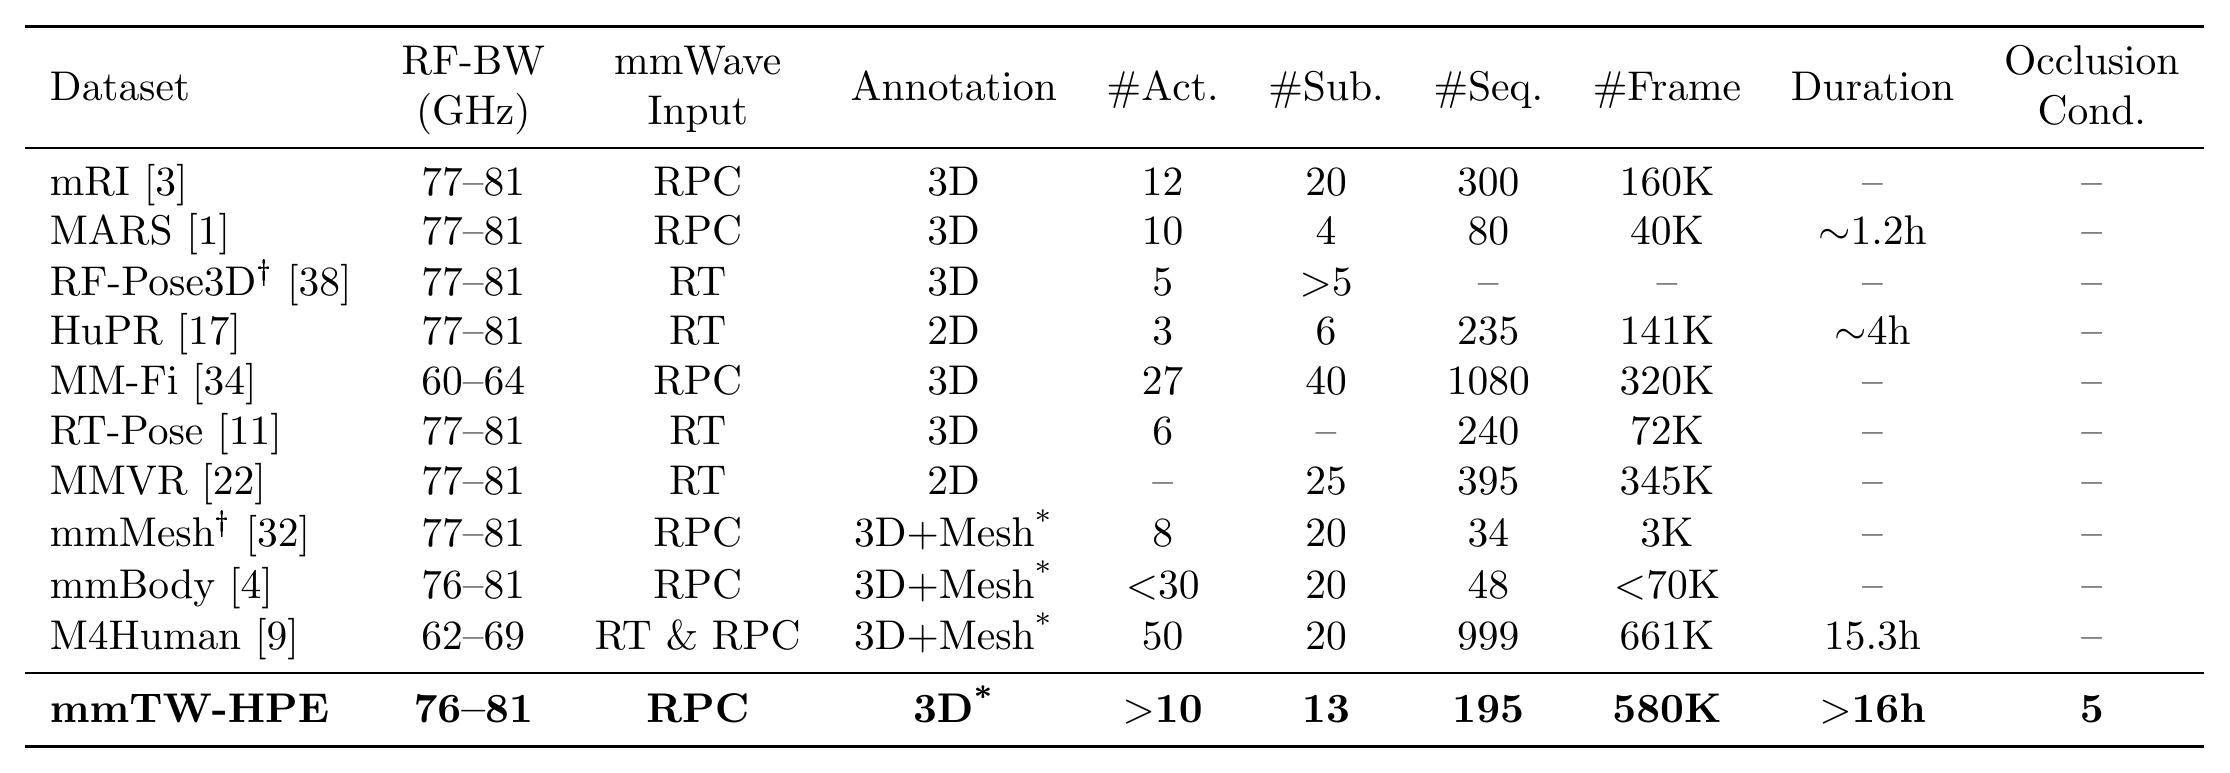 Dataset RF-BW (GHz) mmWave Input Annotation #Act. #Sub. #Seq. #Frame Duration Occlusion Cond.
mRI [3] 77–81 RPC 3D 12 20 300 160K – –
MARS [1] 77–81 RPC 3D 10 4 80 40K ~1.2h –
RF-Pose3D† [38] 77–81 RT 3D 5 >5 – – – –
HuPR [17] 77–81 RT 2D 3 6 235 141K ~4h –
MM-Fi [34] 60–64 RPC 3D 27 40 1080 320K – –
RT-Pose [11] 77–81 RT 3D 6 – 240 72K – –
MMVR [22] 77–81 RT 2D – 25 395 345K – –
mmMesh† [32] 77–81 RPC 3D+Mesh* 8 20 34 3K – –
mmBody [4] 76–81 RPC 3D+Mesh* <30 20 48 <70K – –
M4Human [9] 62–69 RT & RPC 3D+Mesh* 50 20 999 661K 15.3h –
mmTW-HPE 76–81 RPC 3D* >10 13 195 580K >16h 5